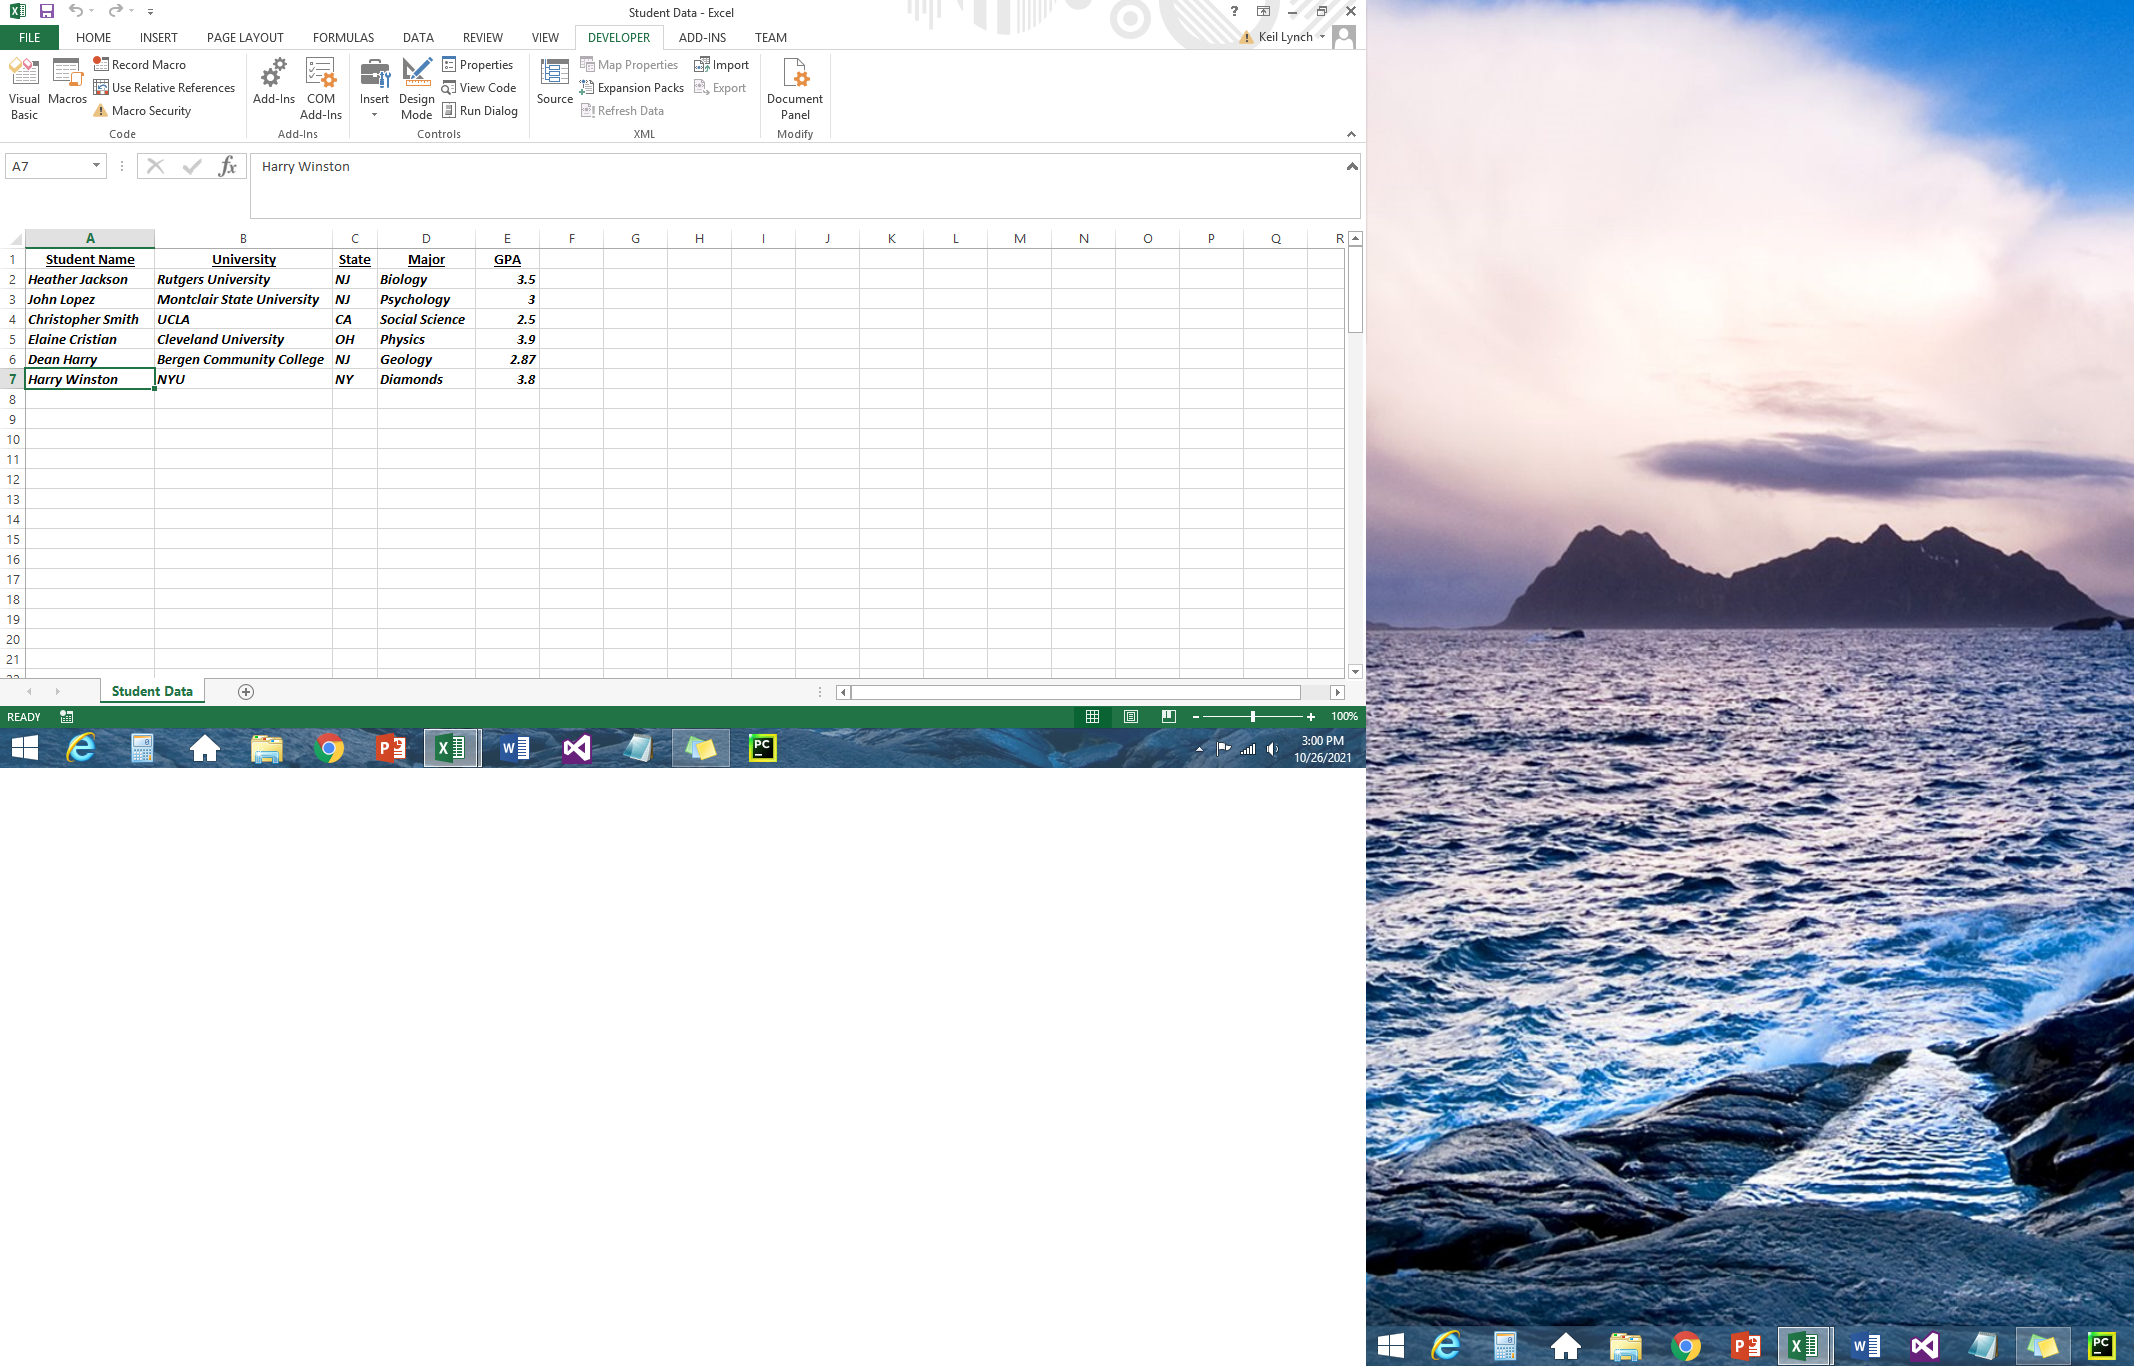 Student Data - Excel
?
FILE HOME INSERT PAGE LAYOUT FORMULAS DATA REVIEW VIEW DEVELOPER ADD-INS TEAM Keil Lynch
Visual Basic
Macros
Record Macro
Use Relative References
Macro Security
Code
Add-Ins
COM Add-Ins
Add-Ins
Insert
Design Mode
Properties
View Code
Run Dialog
Controls
Source
Map Properties
Expansion Packs
Refresh Data
Import
Export
XML
Document Panel
Modify
A7 fx Harry Winston
A B C D E F G H I J K L M N O P Q R
1 Student Name University State Major GPA
2 Heather Jackson Rutgers University NJ Biology 3.5
3 John Lopez Montclair State University NJ Psychology 3
4 Christopher Smith UCLA CA Social Science 2.5
5 Elaine Cristian Cleveland University OH Physics 3.9
6 Dean Harry Bergen Community College NJ Geology 2.87
7 Harry Winston NYU NY Diamonds 3.8
8
9
10
11
12
13
14
15
16
17
18
19
20
21
Student Data
READY 100%
3:00 PM
10/26/2021